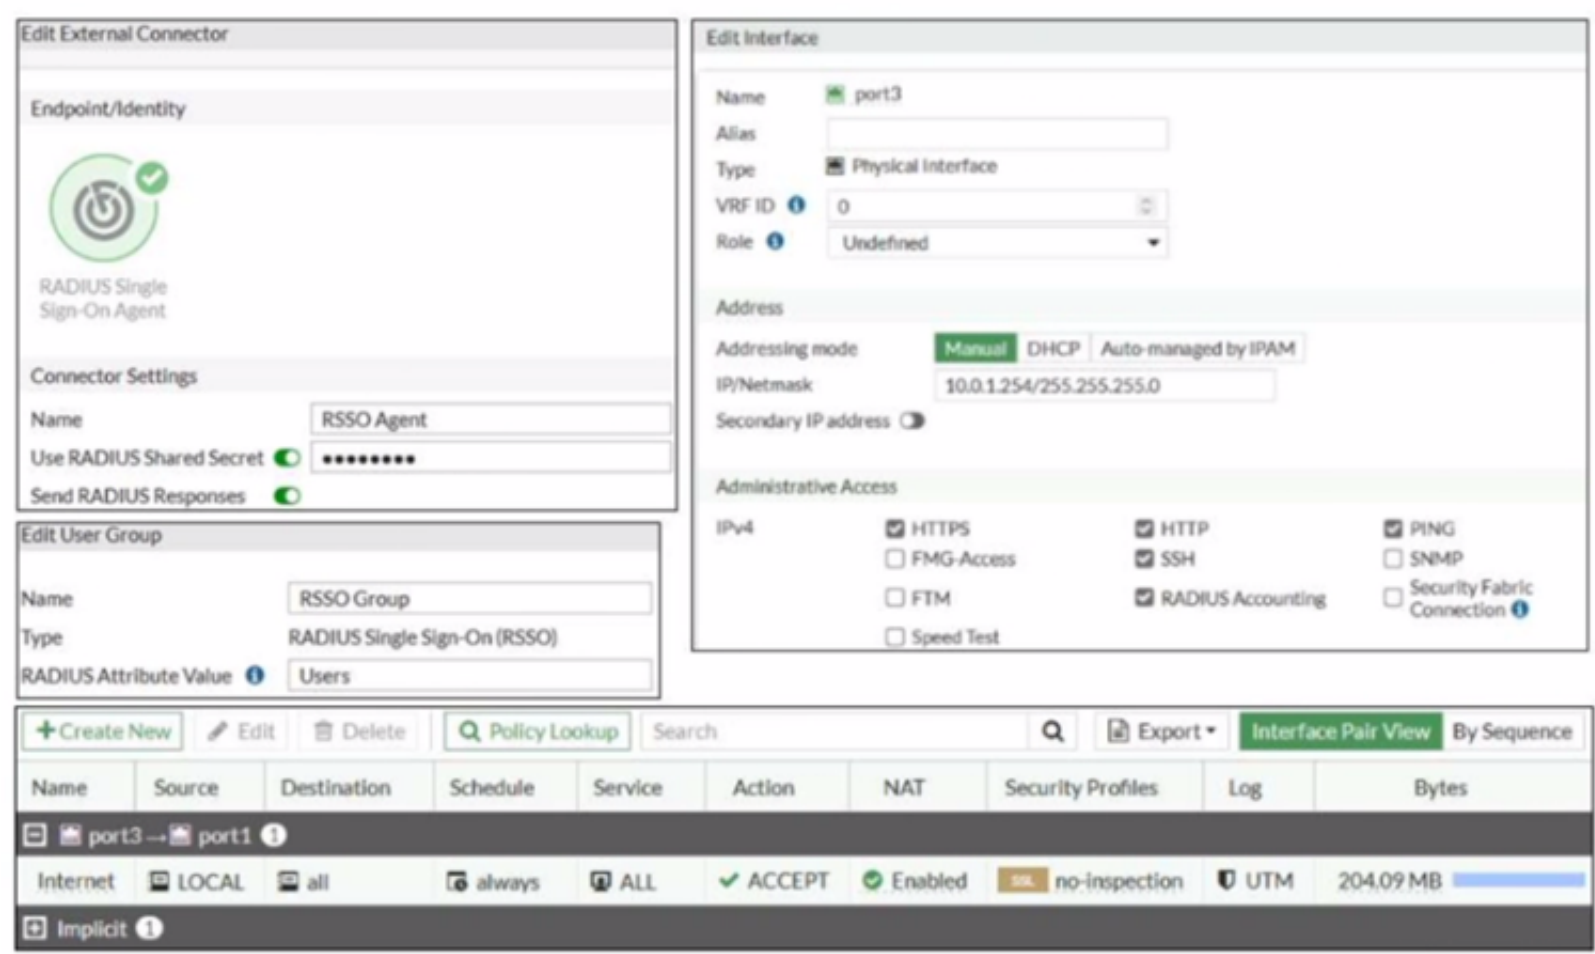 Edit External Connector
Endpoint/Identity
RADIUS Single
Sign-On Agent
Connector Settings
Name RSSO Agent
Use RADIUS Shared Secret ••••••••
Send RADIUS Responses
Edit User Group
Name RSSO Group
Type RADIUS Single Sign-On (RSSO)
RADIUS Attribute Value Users
Edit Interface
Name port3
Alias
Type Physical Interface
VRF ID 0
Role Undefined
Address
Addressing mode Manual DHCP Auto-managed by IPAM
IP/Netmask 10.0.1.254/255.255.255.0
Secondary IP address
Administrative Access
IPv4 HTTPS HTTP PING
FMG-Access SSH SNMP
FTM RADIUS Accounting Security Fabric
Connection
Speed Test
+Create New Edit Delete Policy Lookup Search Export Interface Pair View By Sequence
Name Source Destination Schedule Service Action NAT Security Profiles Log Bytes
port3→port1 1
Internet LOCAL all always ALL ACCEPT Enabled SSL no-inspection UTM 204.09 MB
Implicit 1